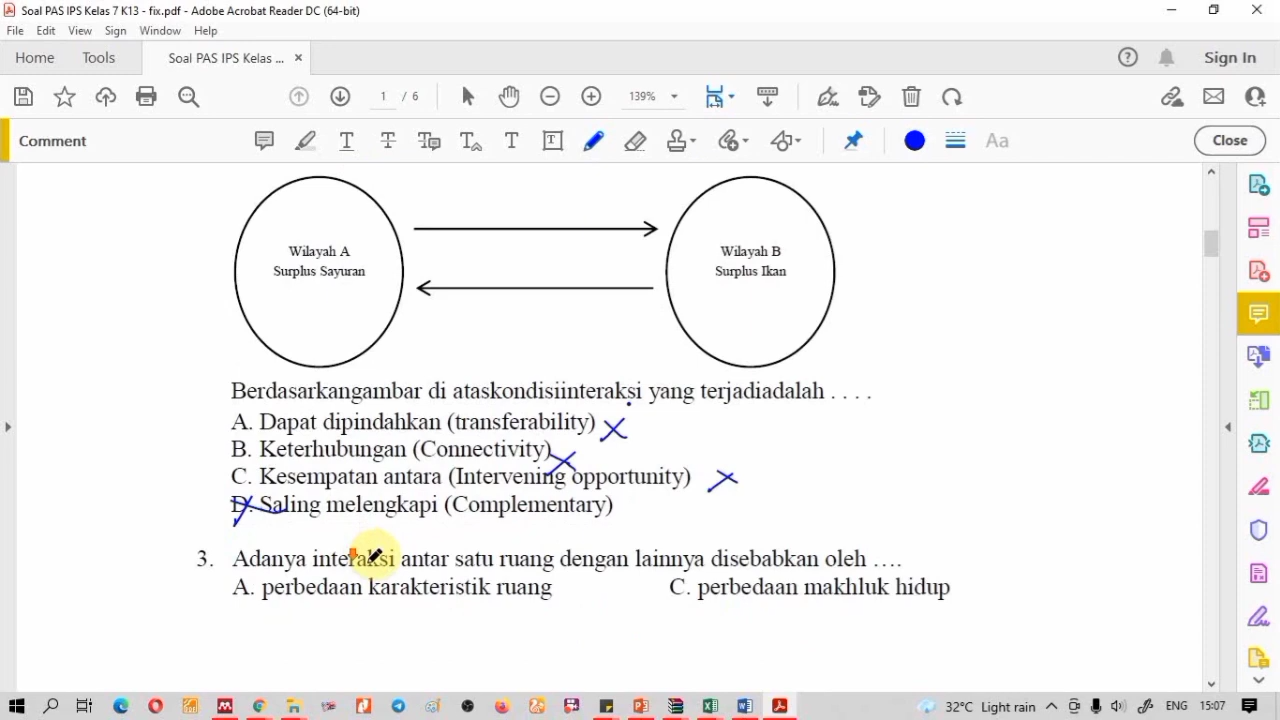 Soal PAS IPS Kelas 7 K13 - fix.pdf - Adobe Acrobat Reader DC (64-bit)
File Edit View Sign Window Help
Home Tools Soal PAS IPS Kelas ... × Sign In
1 / 6 139%
Comment Aa Close
Wilayah A
Surplus Sayuran
Wilayah B
Surplus Ikan
Berdasarkangambar di ataskondisiinteraksi yang terjadiadalah . . . .
A. Dapat dipindahkan (transferability)
B. Keterhubungan (Connectivity)
C. Kesempatan antara (Intervening opportunity)
D. Saling melengkapi (Complementary)
3. Adanya interaksi antar satu ruang dengan lainnya disebabkan oleh ….
A. perbedaan karakteristik ruang C. perbedaan makhluk hidup
32°C Light rain ENG 15:07